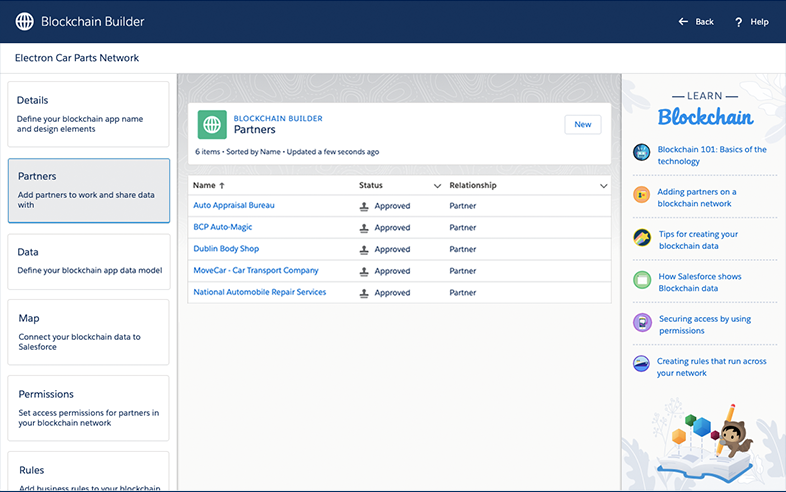 Blockchain Builder
Back
? Help
Electron Car Parts Network
Details
Define your blockchain app name
and design elements
Partners
Add partners to work and share data
with
Data
Define your blockchain app data model
Map
Connect your blockchain data to
Salesforce
Permissions
Set access permissions for partners in
your blockchain network
Rules
Add business rules to your blockchain
BLOCKCHAIN BUILDER
Partners
New
6 items • Sorted by Name • Updated a few seconds ago
Name ↑ Status Relationship
Auto Appraisal Bureau Approved Partner
BCP Auto-Magic Approved Partner
Dublin Body Shop Approved Partner
MoveCar - Car Transport Company Approved Partner
National Automobile Repair Services Approved Partner
— LEARN —
Blockchain
Blockchain 101: Basics of the
technology
Adding partners on a
blockchain network
Tips for creating your
blockchain data
How Salesforce shows
Blockchain data
Securing access by using
permissions
Creating rules that run across
your network